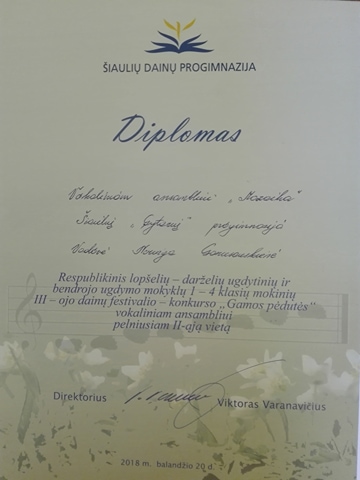 ŠIAULIŲ DAINŲ PROGIMNAZIJA
Diplomas
Vokaliniam ansambliui „Mozaika“
Šiaulių „Gytarių“ progimnazija
Vadovė
Respublikinis lopšelių – darželių ugdytinių ir
bendrojo ugdymo mokyklų 1 – 4 klasių mokinių
III – ojo dainų festivalio – konkurso „Gamos pėdutės“
vokaliniam ansambliui
pelniusiam II-ąją vietą
Direktorius Viktoras Varanavičius
2018 m. balandžio 20 d.